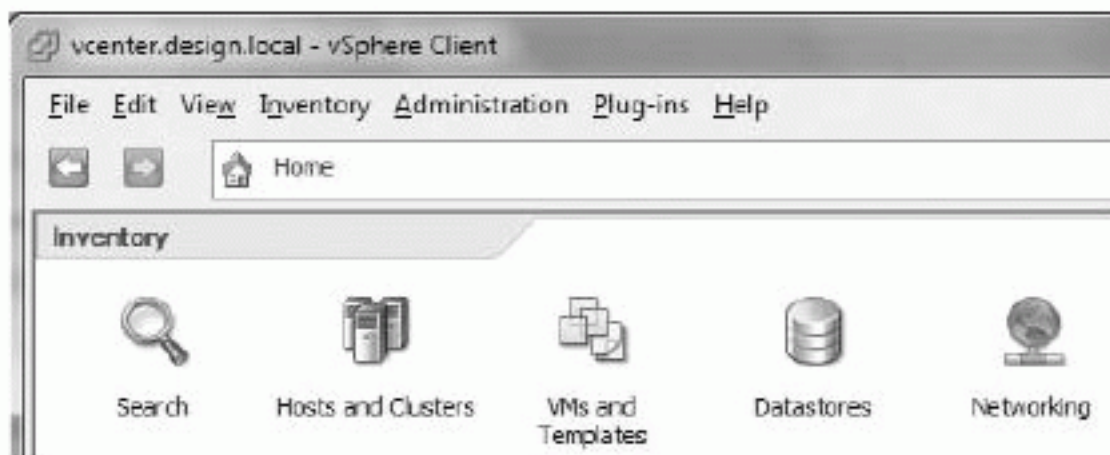 vcenter.design.local - vSphere Client
File Edit View Inventory Administration Plug-ins Help
Home
Inventory
Search
Hosts and Clusters
VMs and
Templates
Datastores
Networking